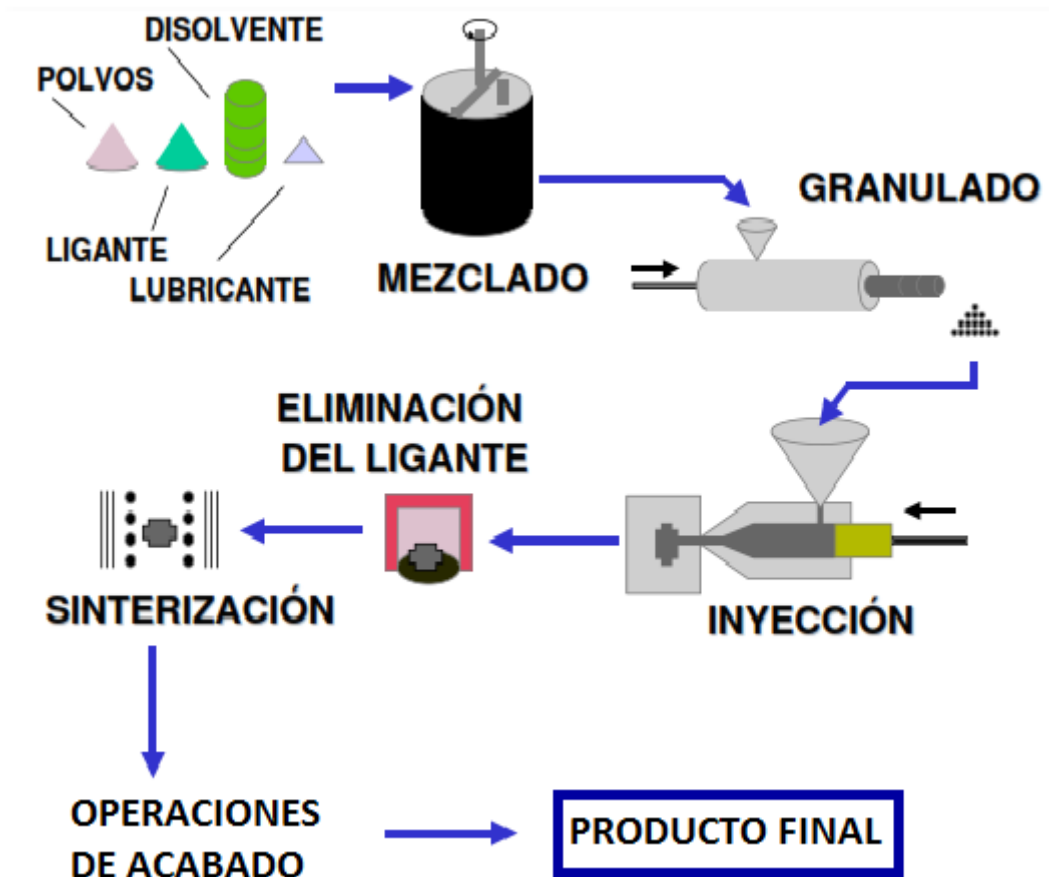 DISOLVENTE
POLVOS
LIGANTE
LUBRICANTE
MEZCLADO
GRANULADO
ELIMINACIÓN
DEL LIGANTE
SINTERIZACIÓN
INYECCIÓN
OPERACIONES
DE ACABADO
PRODUCTO FINAL